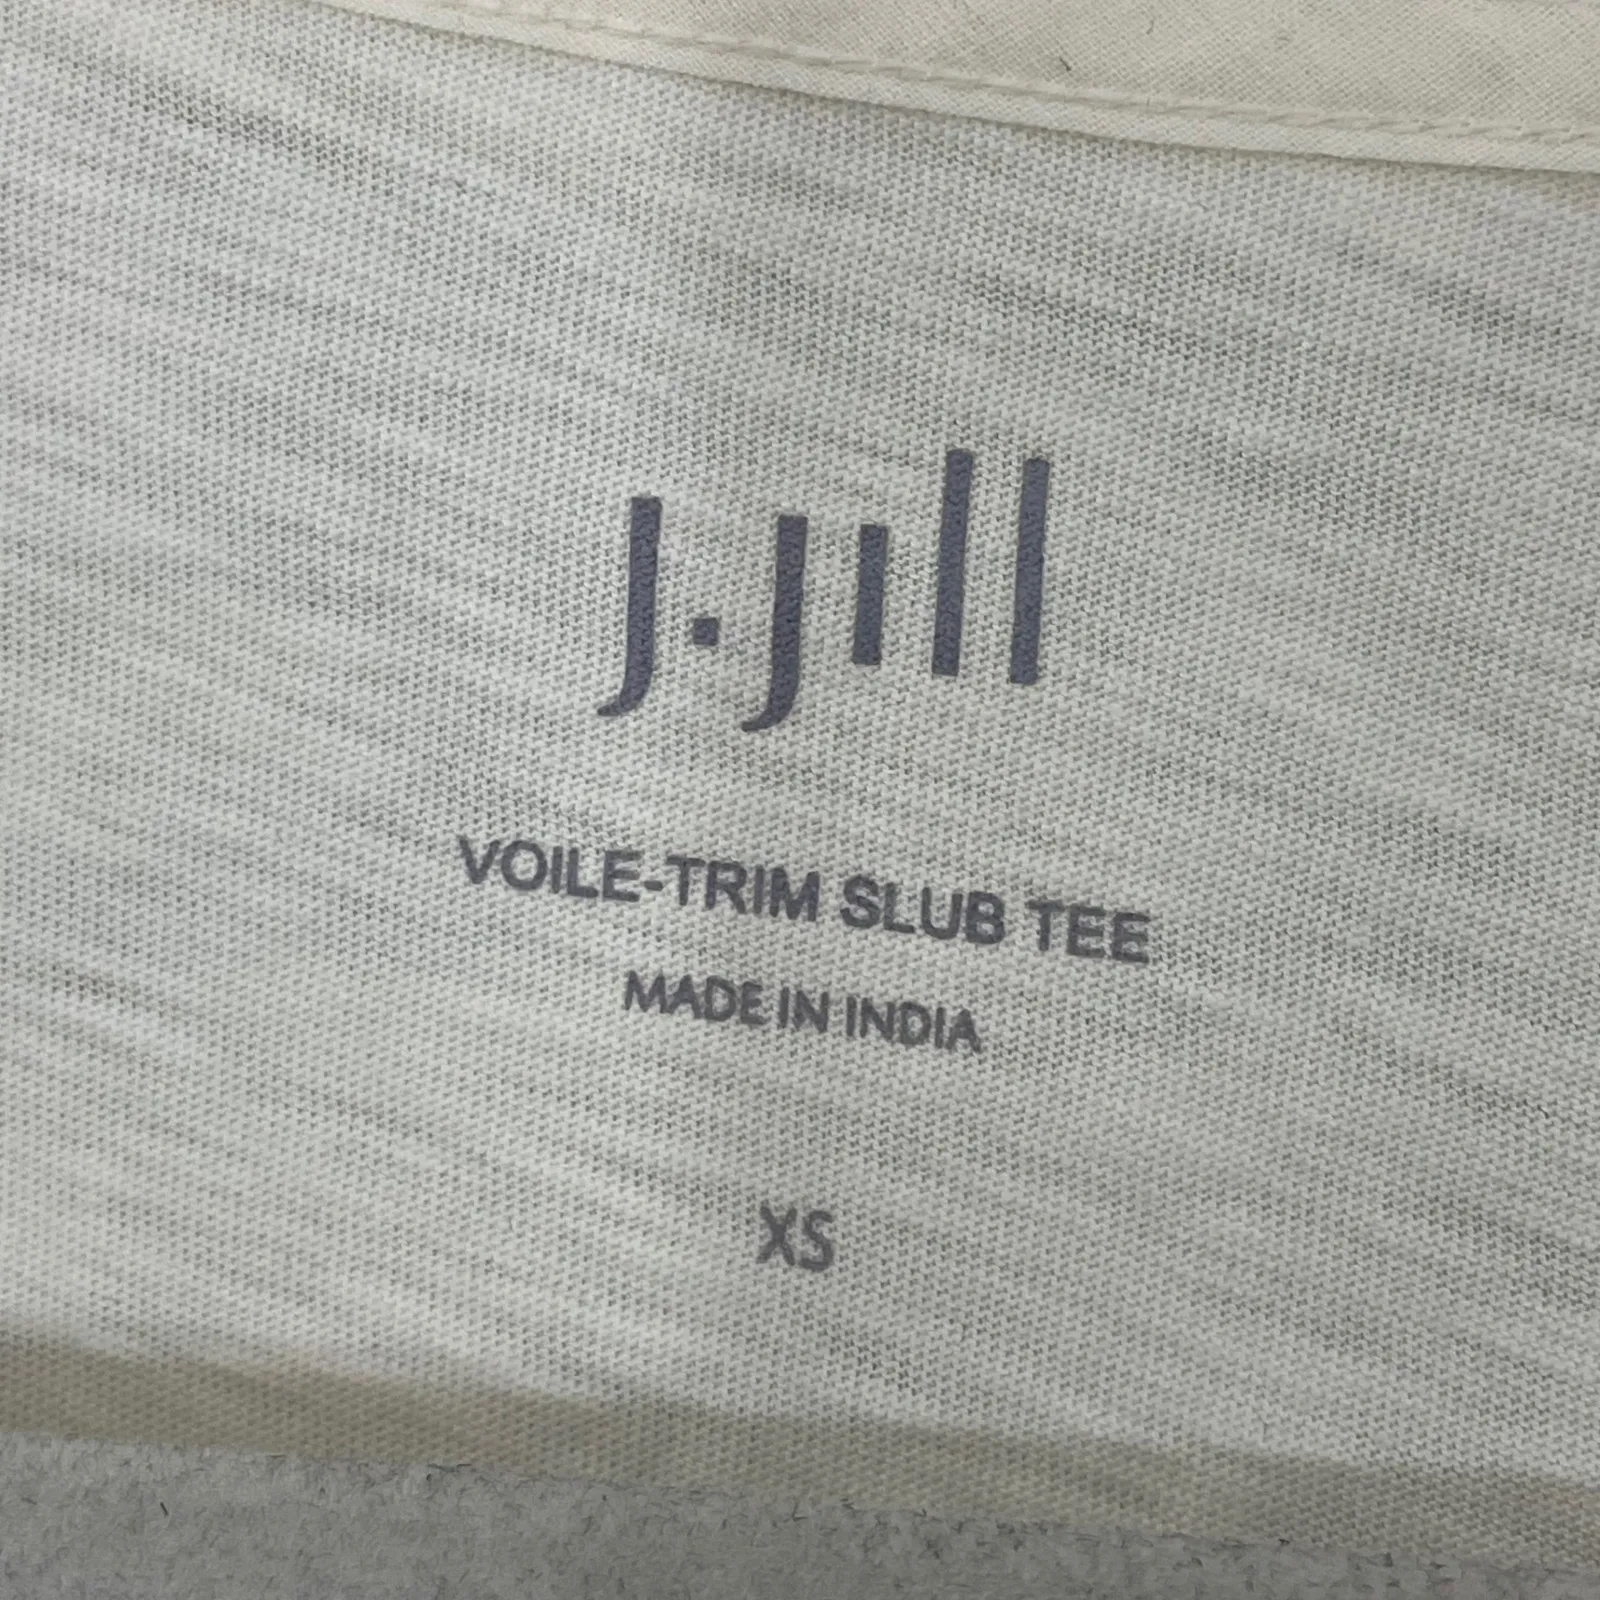 J.Jill
VOILE-TRIM SLUB TEE
MADE IN INDIA
XS